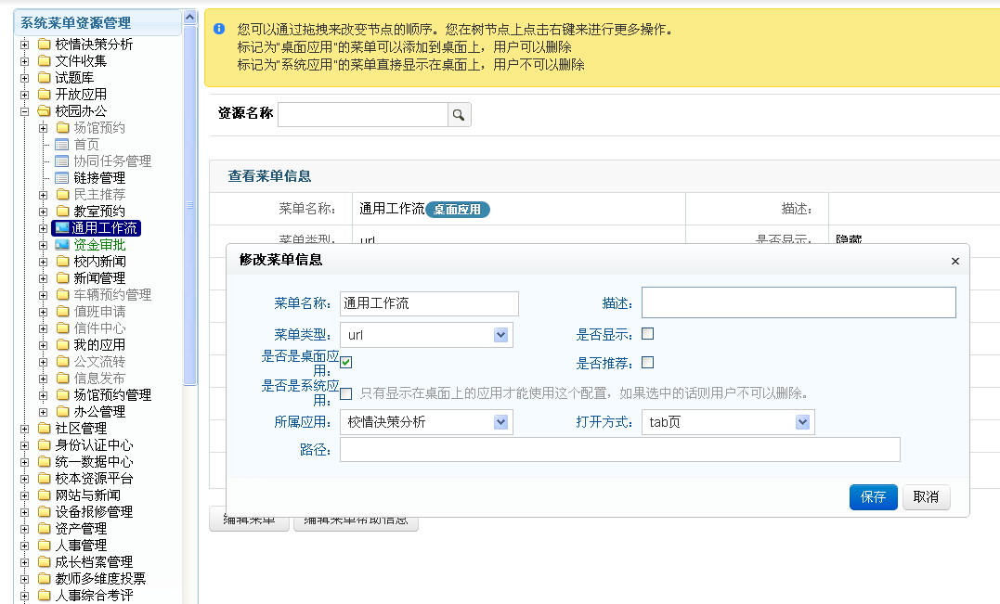 系统菜单资源管理
校情决策分析
文件收集
试题库
开放应用
校园办公
场馆预约
首页
协同任务管理
链接管理
民主推荐
教室预约
通用工作流
资金审批
校内新闻
新闻管理
车辆预约管理
值班申请
信件中心
我的应用
公文流转
信息发布
场馆预约管理
办公管理
社区管理
身份认证中心
统一数据中心
校本资源平台
网站与新闻
设备报修管理
资产管理
人事管理
成长档案管理
教师多维度投票
人事综合考评
您可以通过拖拽来改变节点的顺序。您在树节点上点击右键来进行更多操作。
标记为"桌面应用"的菜单可以添加到桌面上，用户可以删除
标记为"系统应用"的菜单直接显示在桌面上，用户不可以删除
资源名称
查看菜单信息
菜单名称: 通用工作流 桌面应用 描述:
菜单类型: url 是否显示: 隐藏
修改菜单信息 ×
菜单名称: 通用工作流 描述:
菜单类型: url 是否显示:
是否是桌面应用: 是否推荐:
是否是系统应用: 只有显示在桌面上的应用才能使用这个配置，如果选中的话则用户不可以删除。
所属应用: 校情决策分析 打开方式: tab页
路径:
保存 取消
编辑菜单 编辑菜单帮助信息